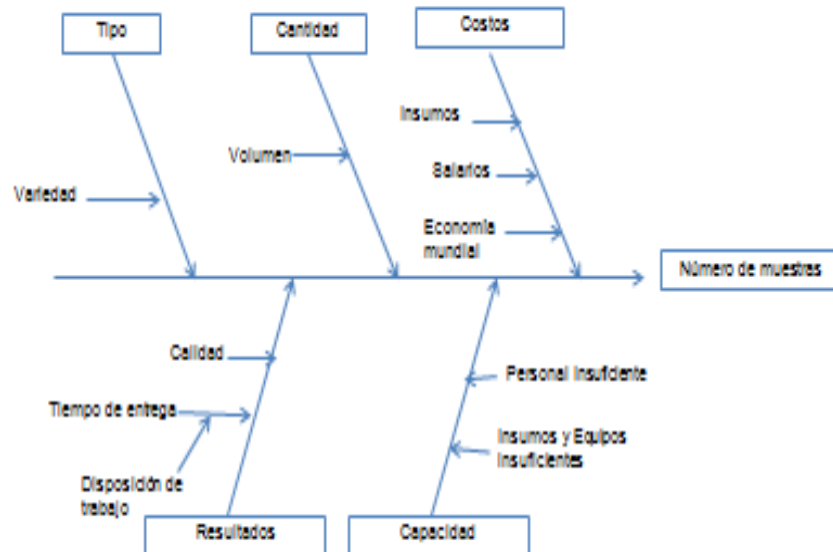 Tipo
Cantidad
Costos
Insumos
Volumen
Salarios
Variedad
Economía
mundial
Número de muestras
Calidad
Personal Insuficiente
Tiempo de entrega
Insumos y Equipos
Insuficientes
Disposición de
trabajo
Resultados
Capacidad